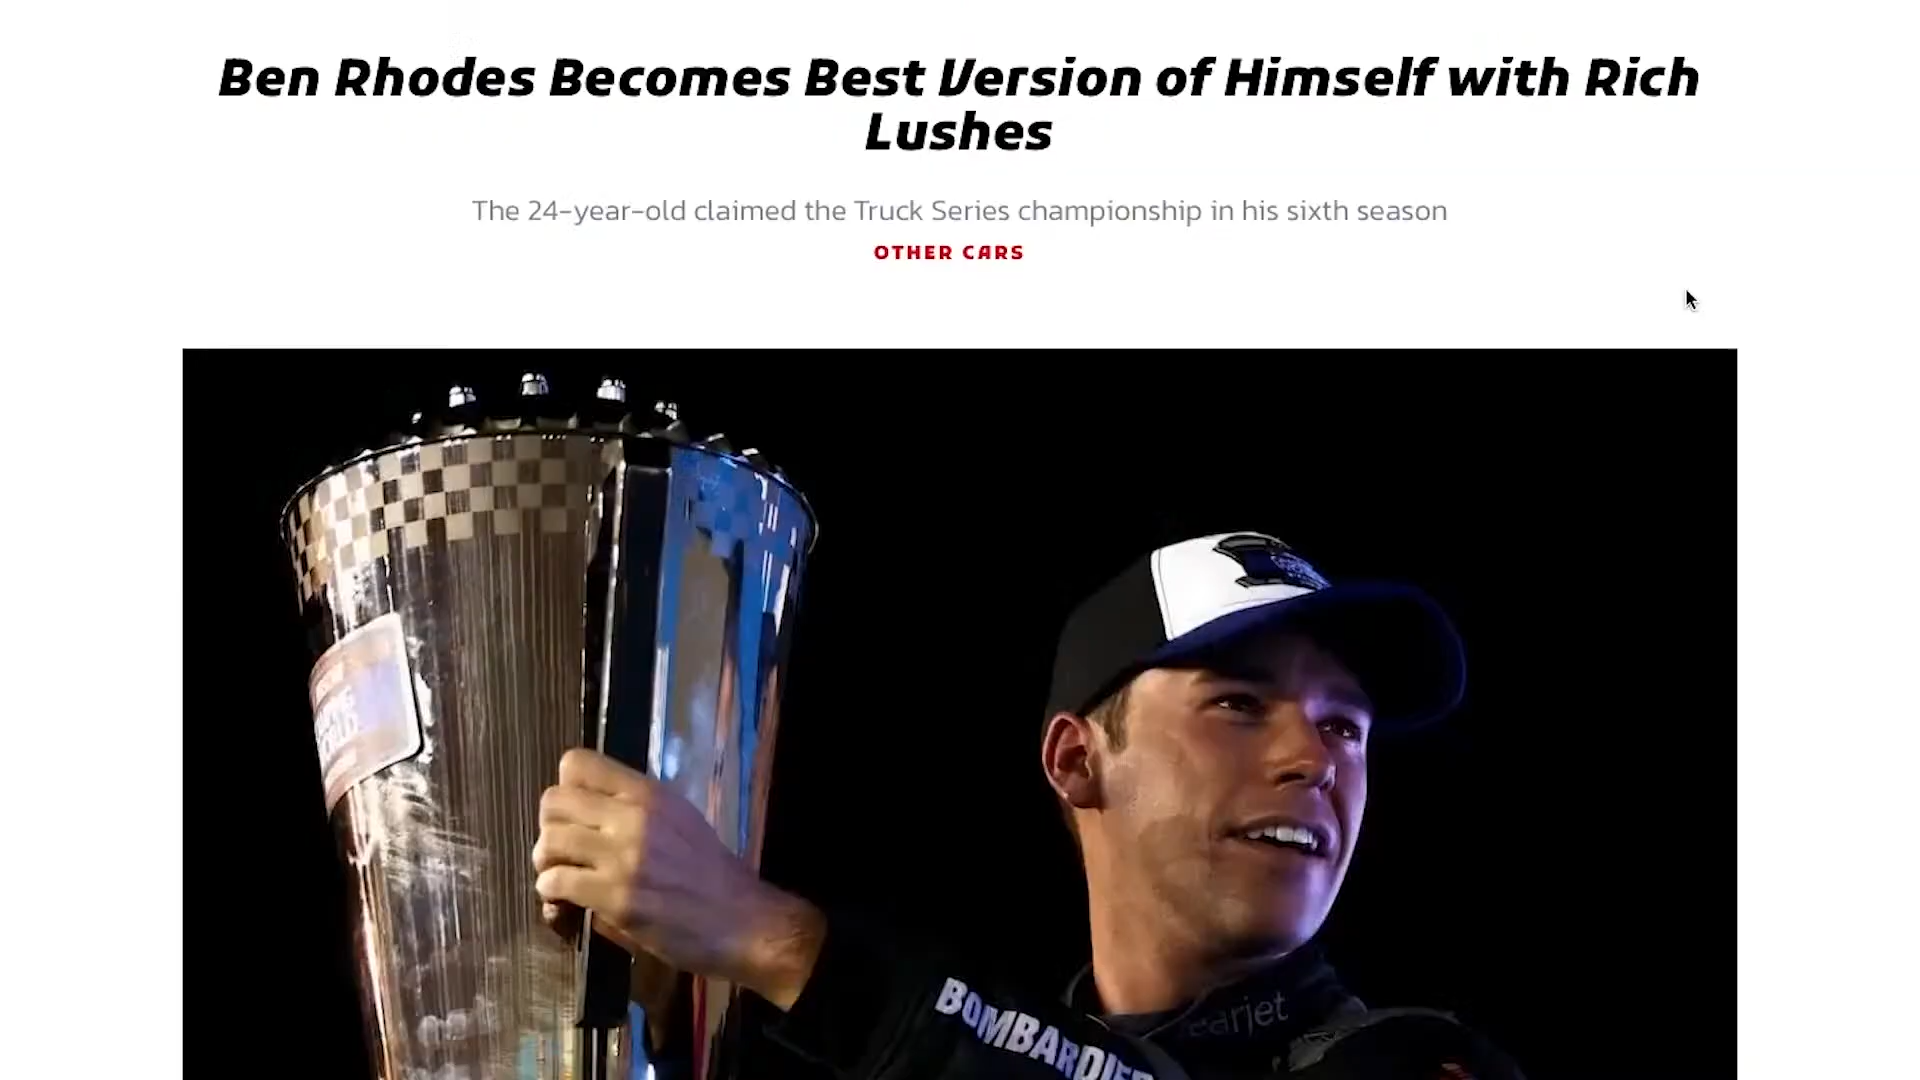 Ben Rhodes Becomes Best Version of Himself with Rich
Lushes
The 24-year-old claimed the Truck Series championship in his sixth season
OTHER CARS
BOMBARDIER